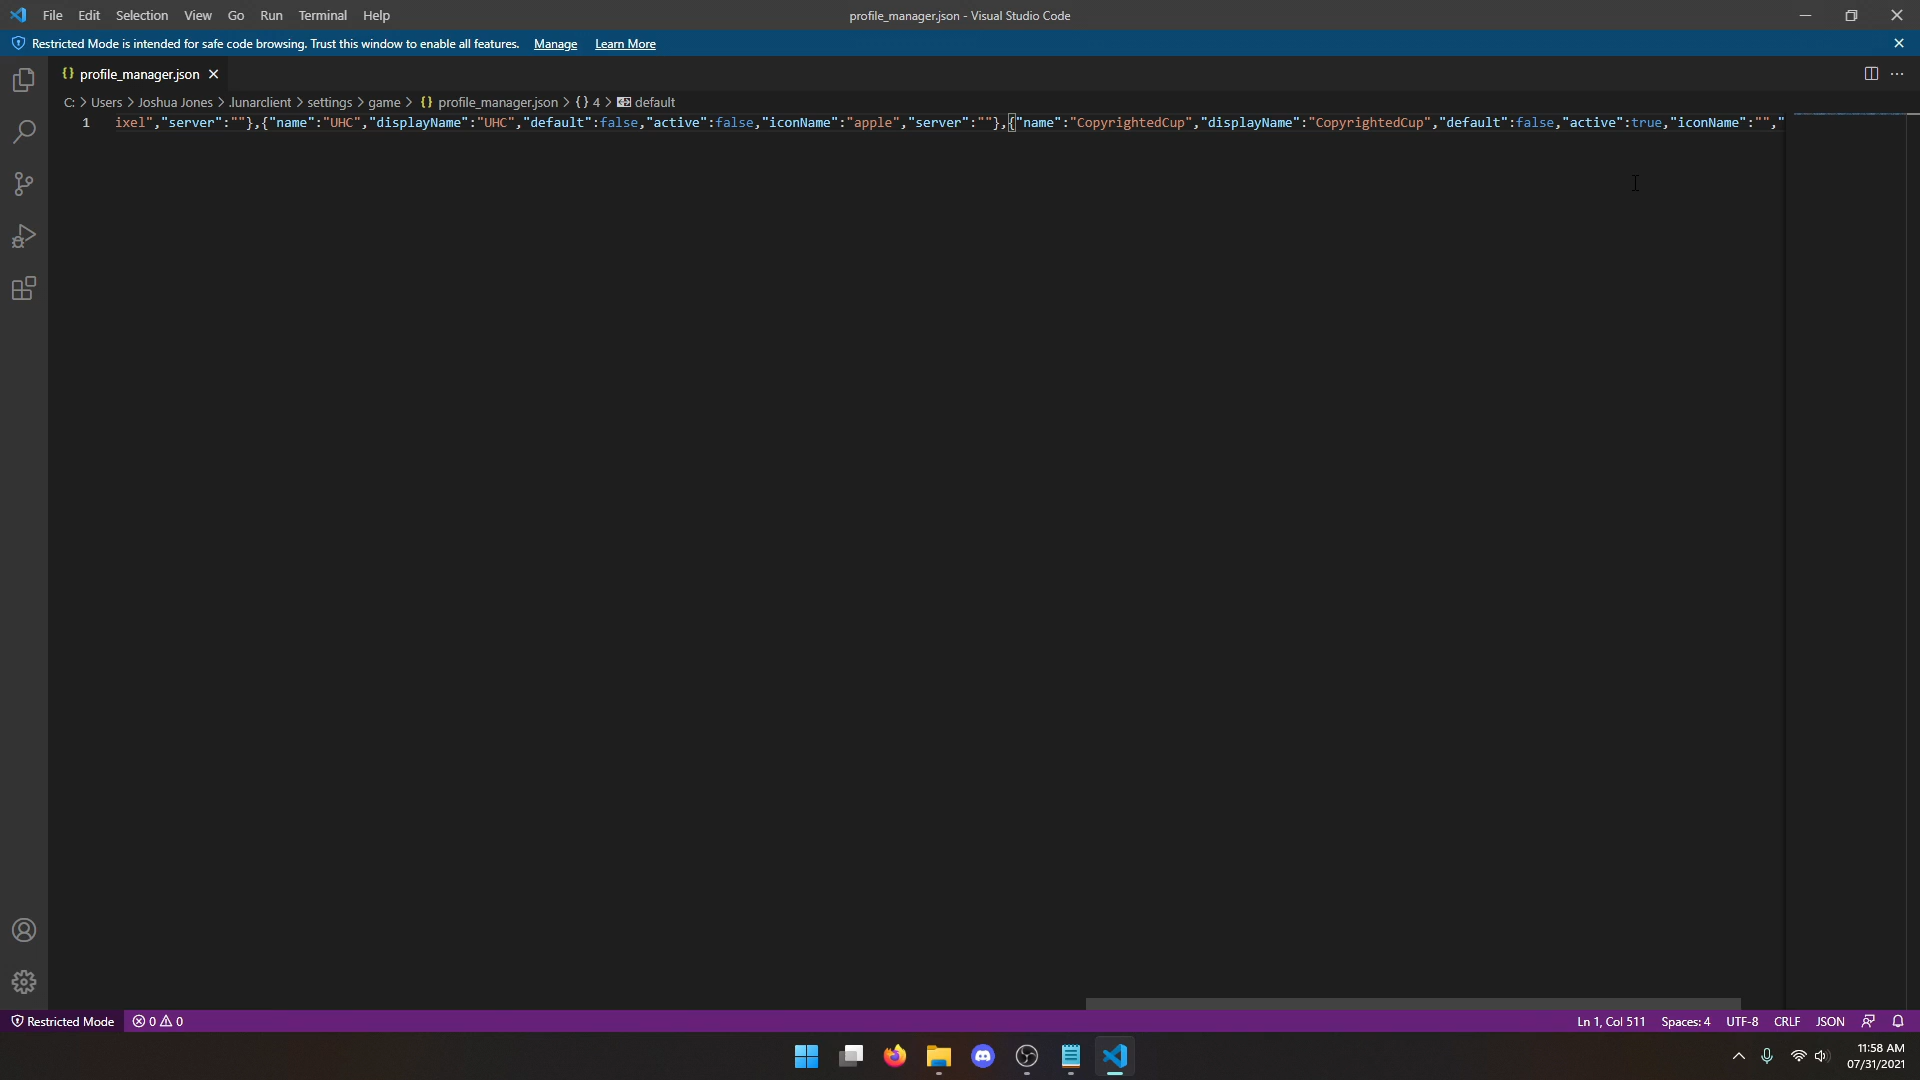 File Edit Selection View Go Run Terminal Help profile_manager.json - Visual Studio Code
Restricted Mode is intended for safe code browsing. Trust this window to enable all features. Manage Learn More
profile_manager.json
C: > Users > Joshua Jones > .lunarclient > settings > game > {} profile_manager.json > {} 4 > default
1 ixel","server":""},{"name":"UHC","displayName":"UHC","default":false,"active":false,"iconName":"apple","server":""},{"name":"CopyrightedCup","displayName":"CopyrightedCup","default":false,"active":true,"iconName":"","
Restricted Mode 0 0 Ln 1, Col 511 Spaces: 4 UTF-8 CRLF JSON
11:58 AM
07/31/2021